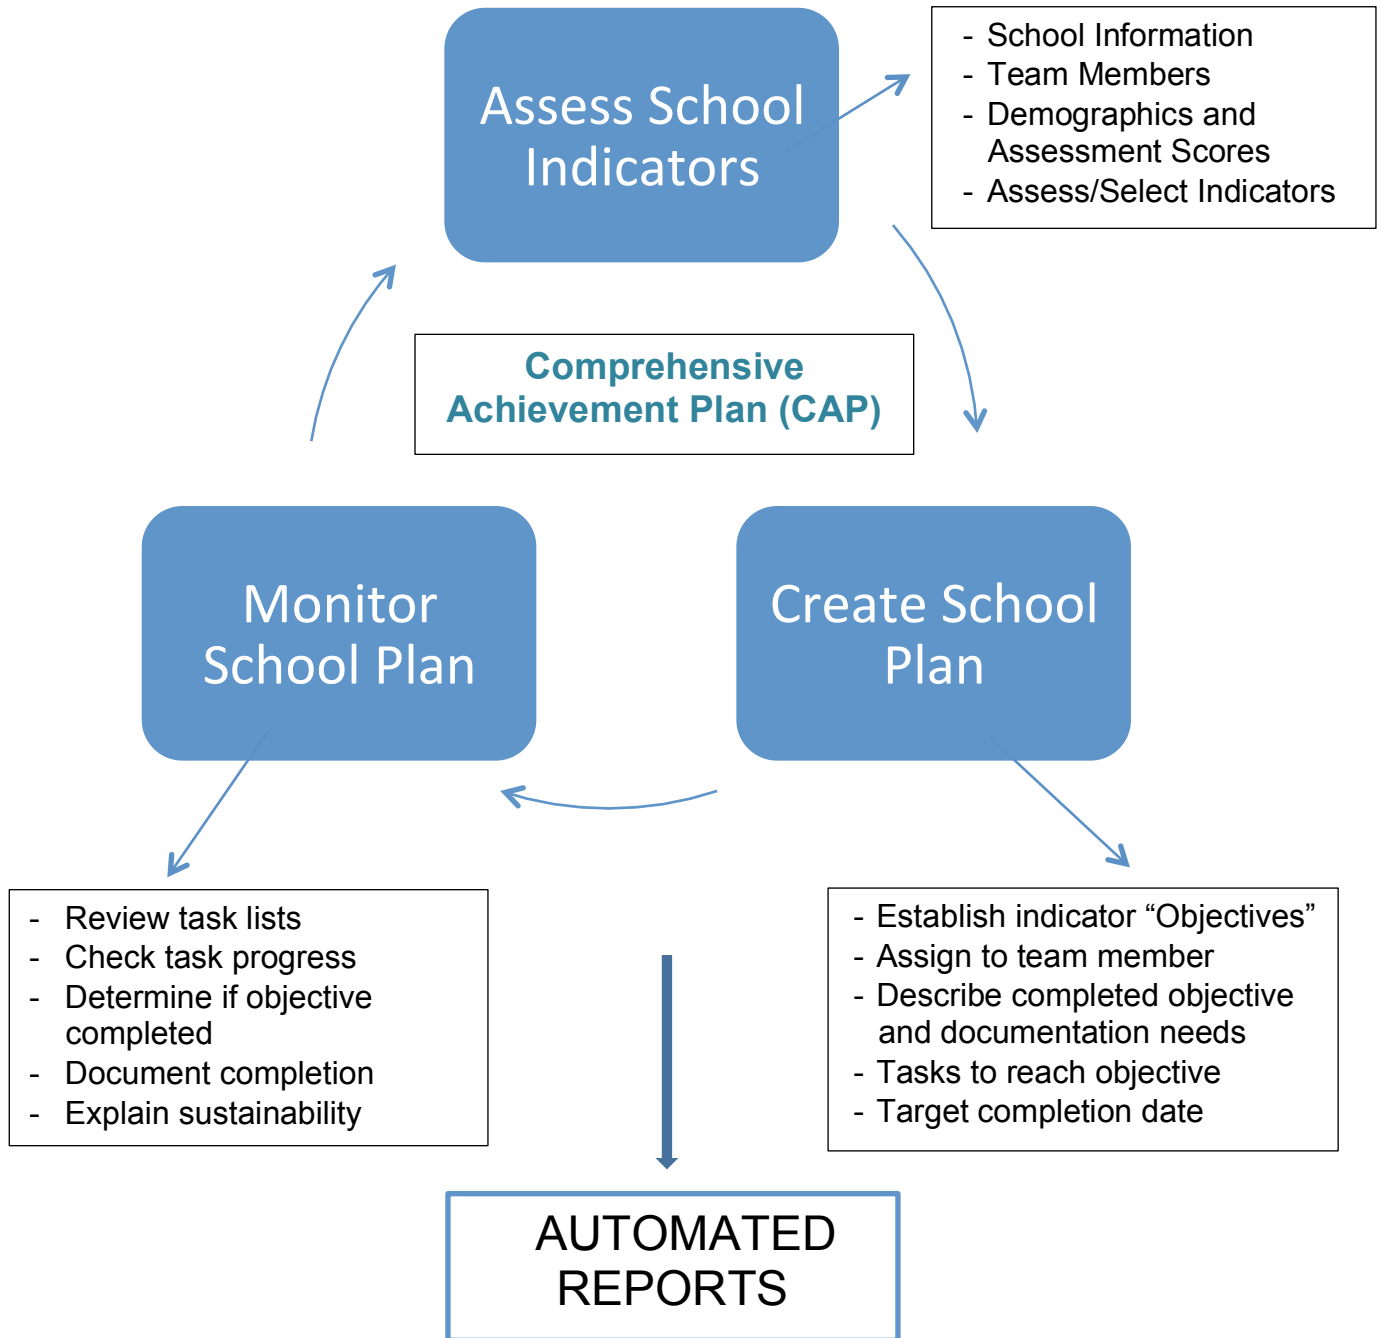 Assess School
Indicators
- School Information
- Team Members
- Demographics and
Assessment Scores
- Assess/Select Indicators
Comprehensive
Achievement Plan (CAP)
Monitor
School Plan
Create School
Plan
- Review task lists
- Check task progress
- Determine if objective
completed
- Document completion
- Explain sustainability
- Establish indicator “Objectives”
- Assign to team member
- Describe completed objective
and documentation needs
- Tasks to reach objective
- Target completion date
AUTOMATED
REPORTS